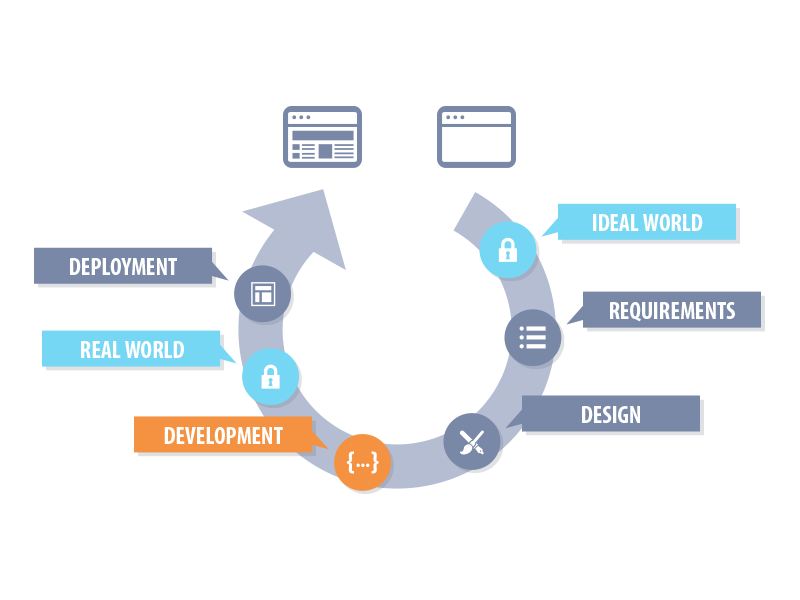 IDEAL WORLD
REQUIREMENTS
DESIGN
{...}
DEVELOPMENT
REAL WORLD
DEPLOYMENT